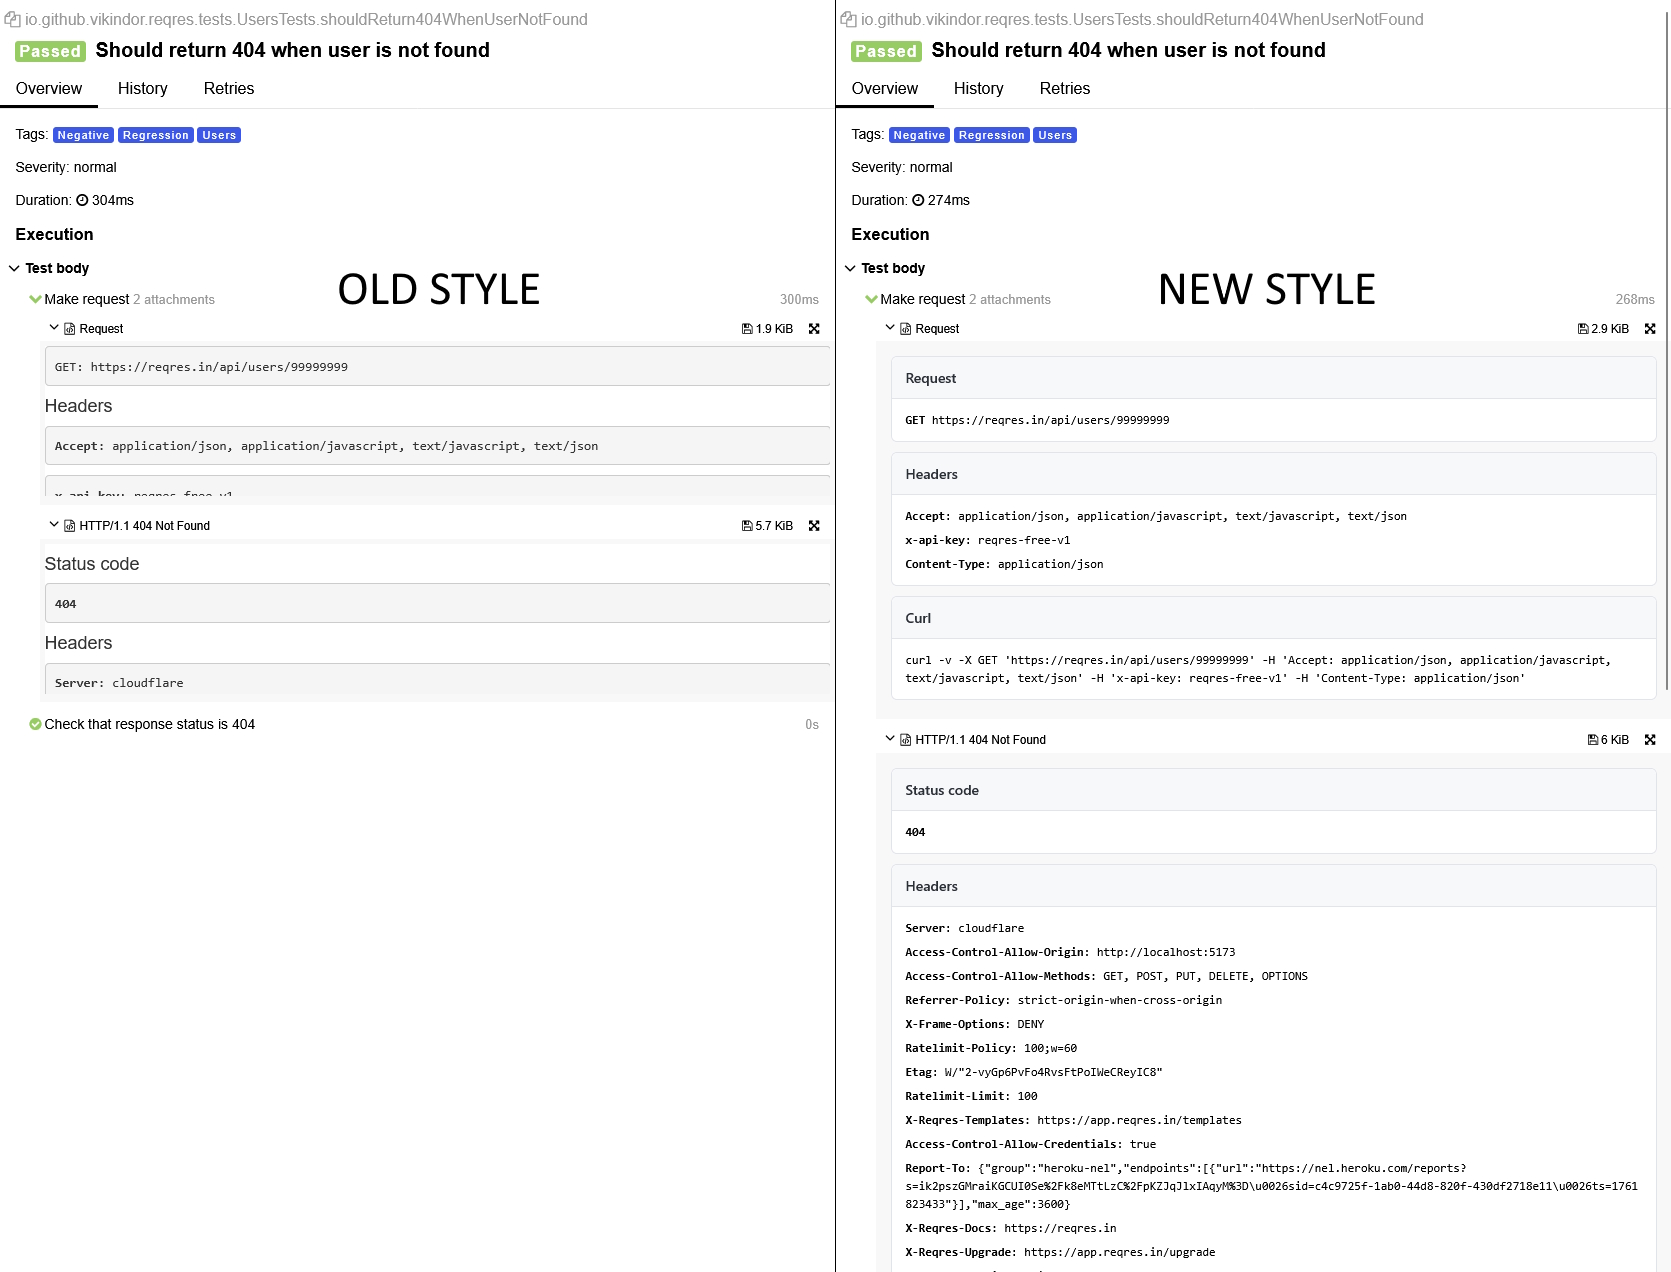 io.github.vikindor.reqres.tests.UsersTests.shouldReturn404WhenUserNotFound
Passed Should return 404 when user is not found
Overview History Retries
Tags: Negative Regression Users
Severity: normal
Duration: 304ms
Execution
Test body
OLD STYLE
Make request 2 attachments 300ms
Request 1.9 KiB
GET: https://reqres.in/api/users/99999999
Headers
Accept: application/json, application/javascript, text/javascript, text/json
x-api-key: reqres-free-v1
HTTP/1.1 404 Not Found 5.7 KiB
Status code
404
Headers
Server: cloudflare
Check that response status is 404 0s
io.github.vikindor.reqres.tests.UsersTests.shouldReturn404WhenUserNotFound
Passed Should return 404 when user is not found
Overview History Retries
Tags: Negative Regression Users
Severity: normal
Duration: 274ms
Execution
Test body
NEW STYLE
Make request 2 attachments 268ms
Request 2.9 KiB
Request
GET https://reqres.in/api/users/99999999
Headers
Accept: application/json, application/javascript, text/javascript, text/json
x-api-key: reqres-free-v1
Content-Type: application/json
Curl
curl -v -X GET 'https://reqres.in/api/users/99999999' -H 'Accept: application/json, application/javascript,
text/javascript, text/json' -H 'x-api-key: reqres-free-v1' -H 'Content-Type: application/json'
HTTP/1.1 404 Not Found 6 KiB
Status code
404
Headers
Server: cloudflare
Access-Control-Allow-Origin: http://localhost:5173
Access-Control-Allow-Methods: GET, POST, PUT, DELETE, OPTIONS
Referrer-Policy: strict-origin-when-cross-origin
X-Frame-Options: DENY
Ratelimit-Policy: 100;w=60
Etag: W/"2-vyGp6PvFo4RvsFtPoIWeCReyIC8"
Ratelimit-Limit: 100
X-Reqres-Templates: https://app.reqres.in/templates
Access-Control-Allow-Credentials: true
Report-To: {"group":"heroku-nel","endpoints":[{"url":"https://nel.heroku.com/reports?
s=ik2pszGMraiKGCUI0Se%2Fk8eMTtLzC%2FpKZJqJlxIAqyM%3D\u0026sid=c4c9725f-1ab0-44d8-820f-430df2718e11\u0026ts=1761
823433"}],"max_age":3600}
X-Reqres-Docs: https://reqres.in
X-Reqres-Upgrade: https://app.reqres.in/upgrade